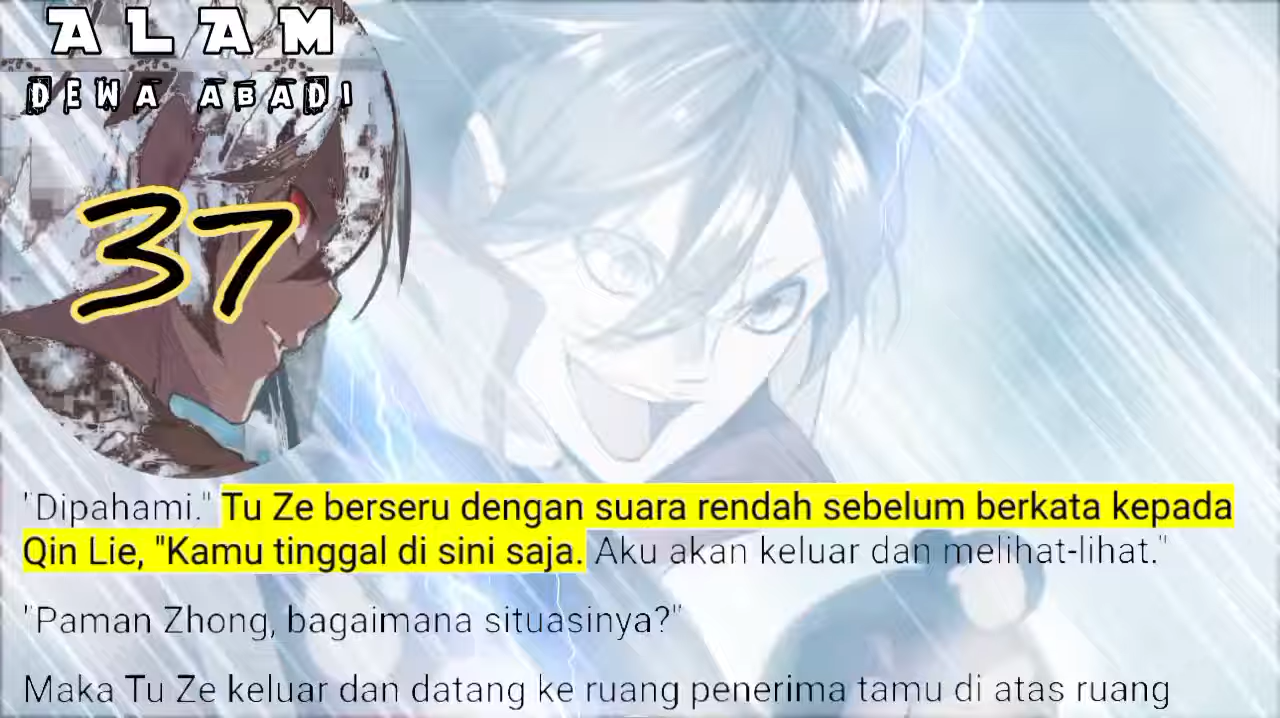 ALAM
DEWA ABADI
37
"Dipahami." Tu Ze berseru dengan suara rendah sebelum berkata kepada
Qin Lie, "Kamu tinggal di sini saja. Aku akan keluar dan melihat-lihat."
"Paman Zhong, bagaimana situasinya?"
Maka Tu Ze keluar dan datang ke ruang penerima tamu di atas ruang